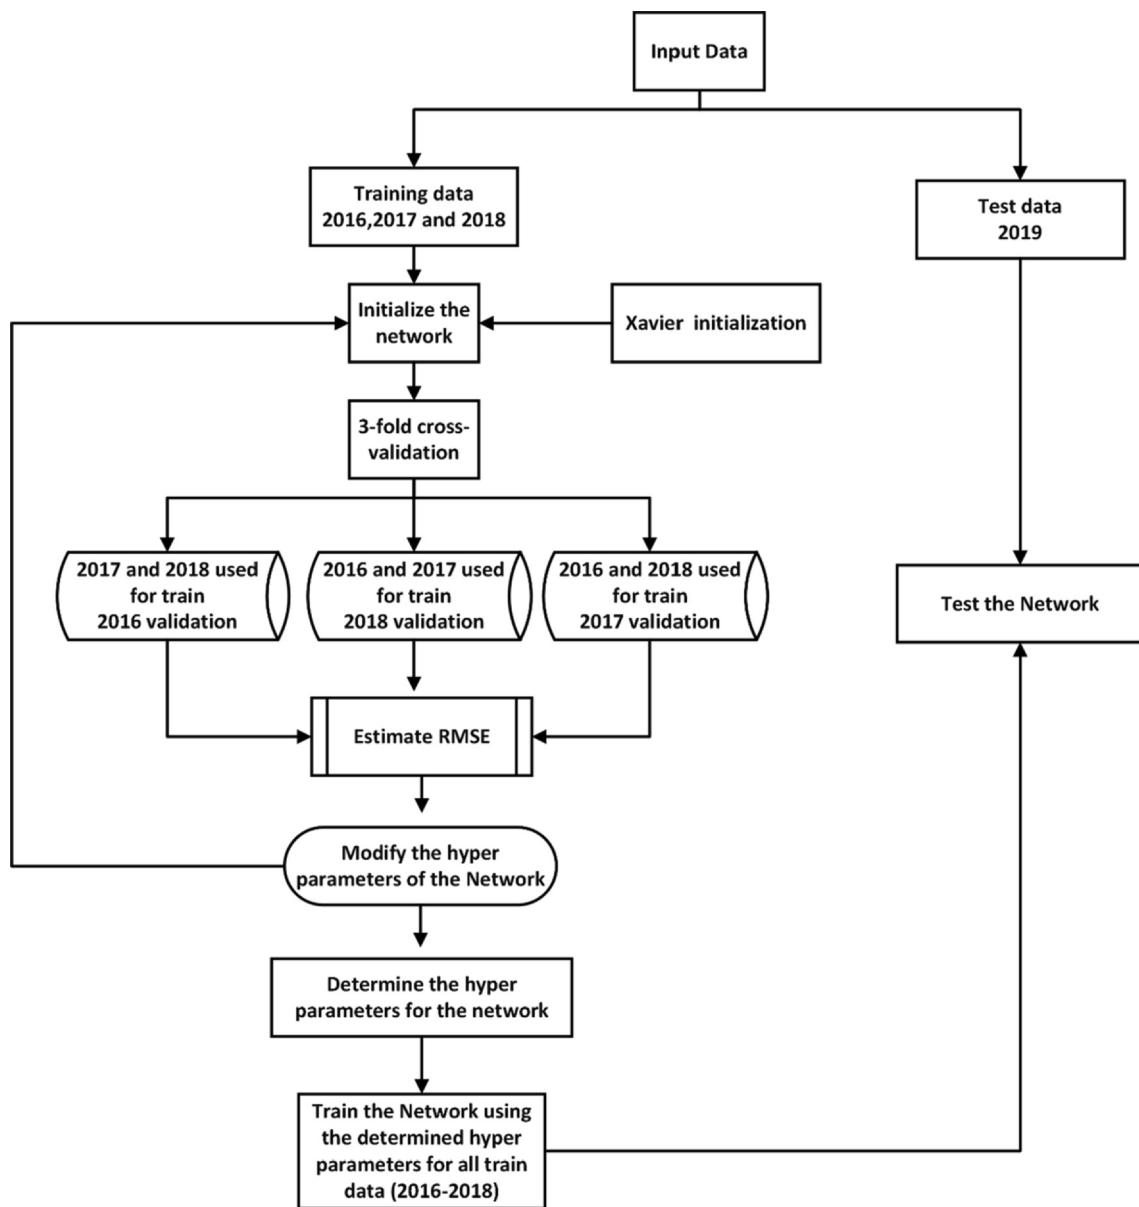 Input Data
Training data
2016,2017 and 2018
Test data
2019
Initialize the
network
Xavier initialization
3-fold cross-
validation
2017 and 2018 used
for train
2016 validation
2016 and 2017 used
for train
2018 validation
2016 and 2018 used
for train
2017 validation
Test the Network
Estimate RMSE
Modify the hyper
parameters of the Network
Determine the hyper
parameters for the network
Train the Network using
the determined hyper
parameters for all train
data (2016-2018)